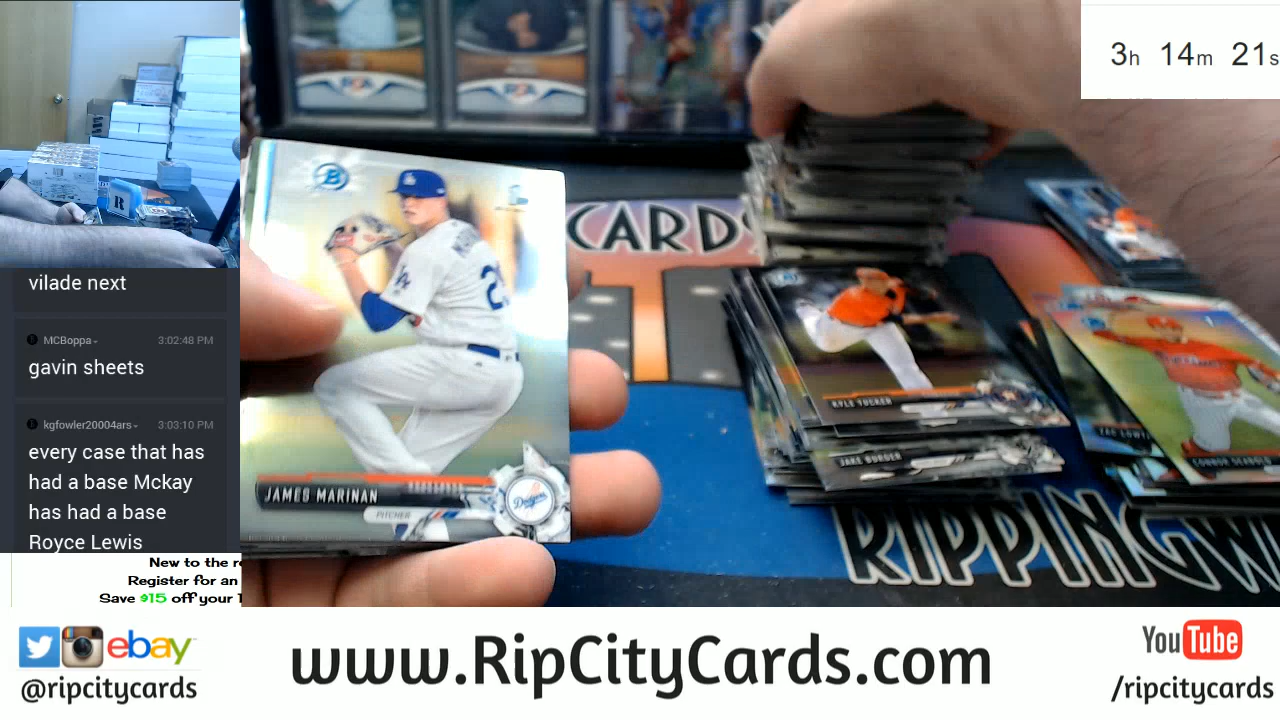 3h 14m 21s
vilade next
MCBoppa
3:02:48 PM
gavin sheets
kgfowler20004ars
3:03:10 PM
every case that has
had a base Mckay
has had a base
Royce Lewis
New to the
Register for an
Save $15 off your
CARDS
RIPPINGW
B
LA
JAMES MARINAN
PITCHER
Dodgers
KYLE TUCKER
JAKE BURGER
ebay
@ripcitycards
www.RipCityCards.com
YouTube
/ripcitycards